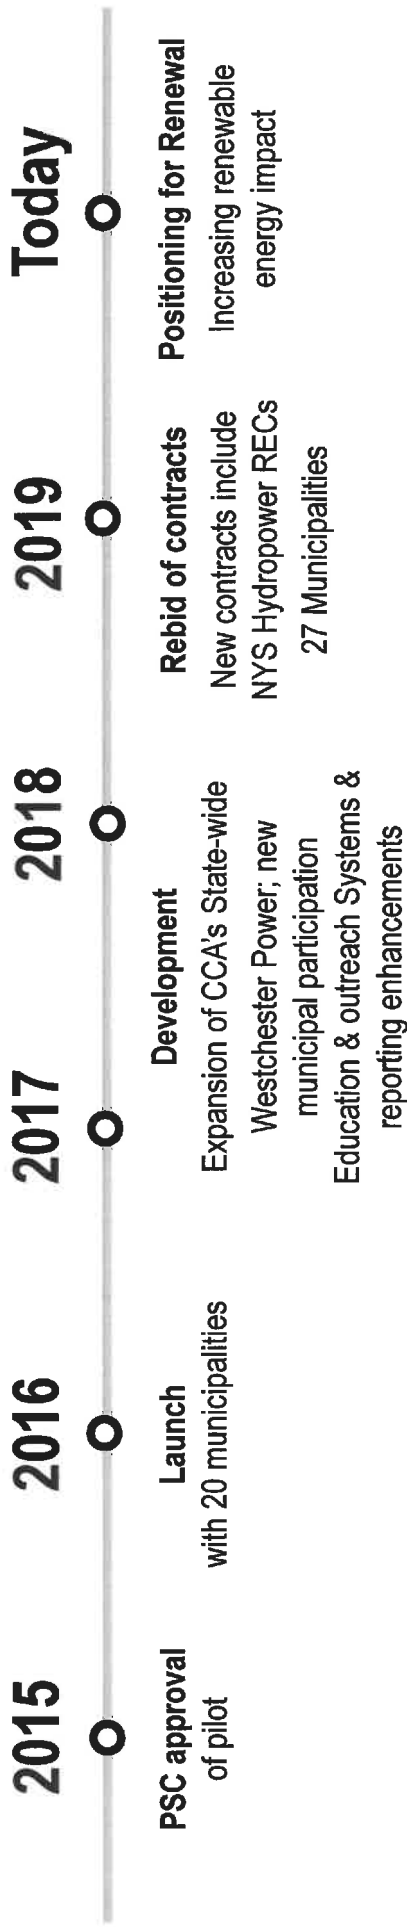 2015
PSC approval
of pilot
2016
Launch
with 20 municipalities
2017
2018
Development
Expansion of CCA's State-wide
Westchester Power; new
municipal participation
Education & outreach Systems &
reporting enhancements
2019
Rebid of contracts
New contracts include
NYS Hydropower RECs
27 Municipalities
Today
Positioning for Renewal
Increasing renewable
energy impact